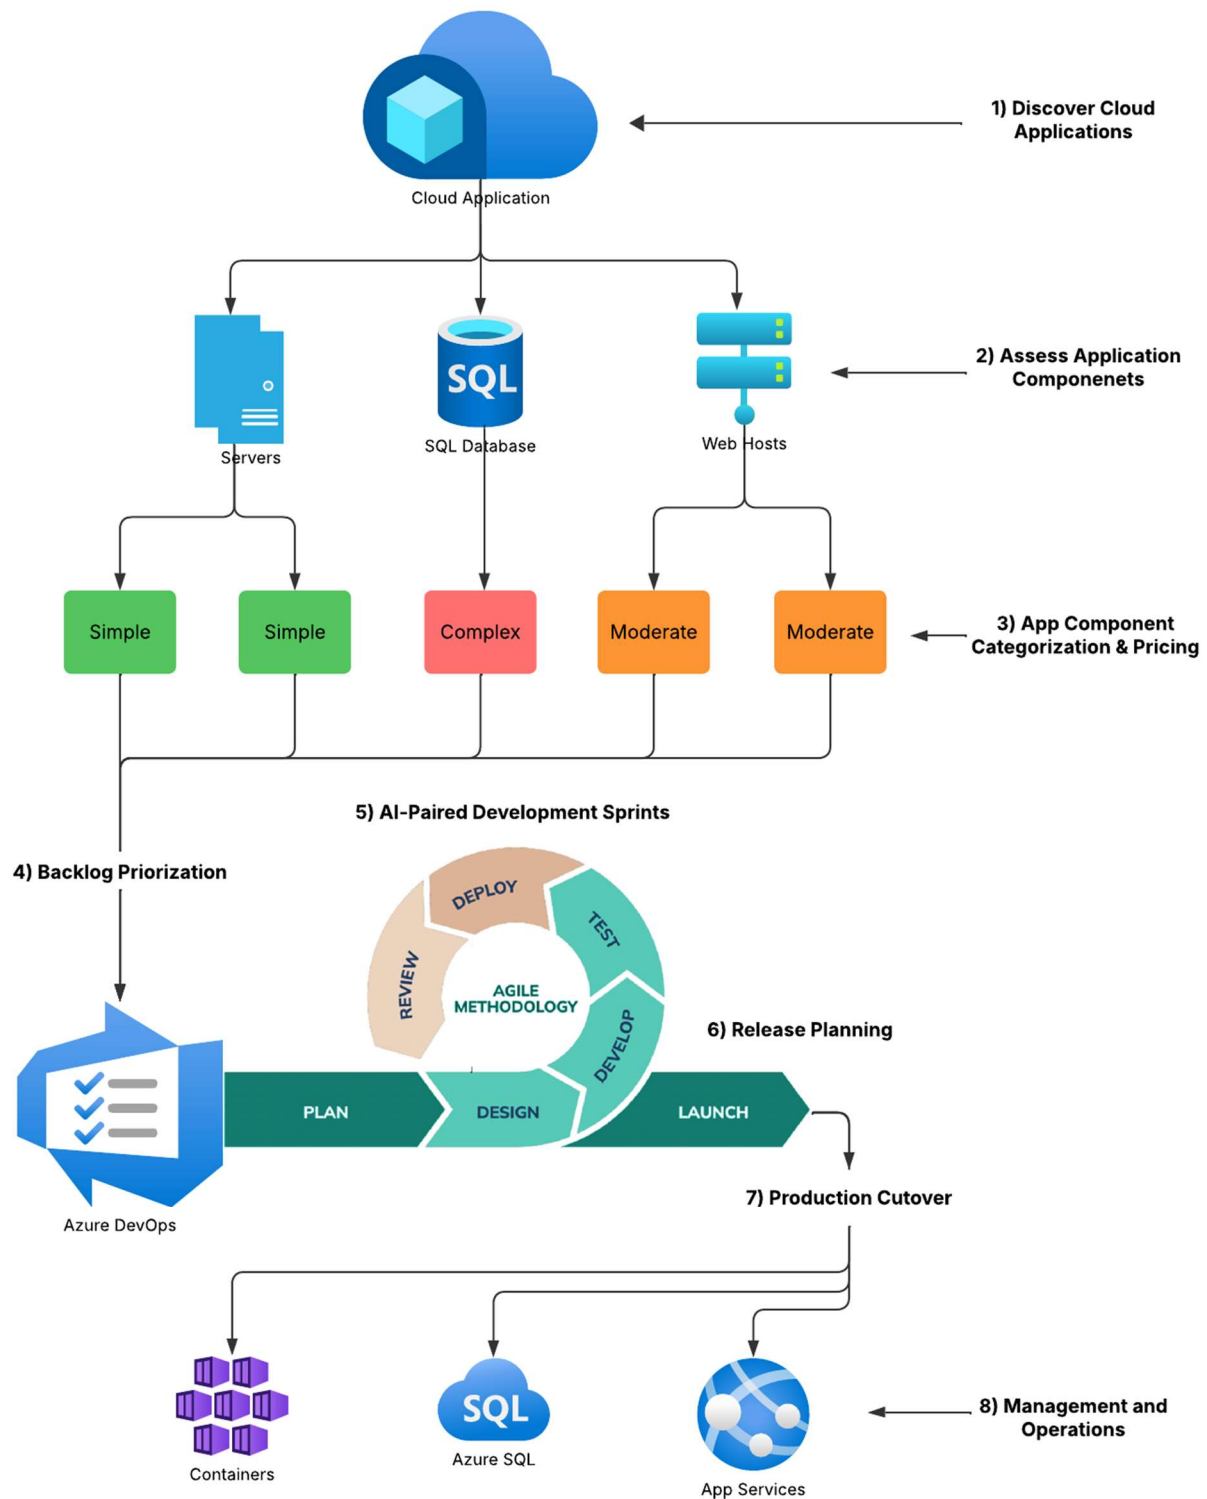 1) Discover Cloud
Applications
Cloud Application
SQL
2) Assess Application
Componenets
Servers
SQL Database
Web Hosts
Simple
Simple
Complex
Moderate
Moderate
3) App Component
Categorization & Pricing
5) AI-Paired Development Sprints
4) Backlog Priorization
DEPLOY
TEST
REVIEW
AGILE
METHODOLOGY
DEVELOP
6) Release Planning
PLAN
DESIGN
LAUNCH
7) Production Cutover
Azure DevOps
SQL
8) Management and
Operations
Containers
Azure SQL
App Services